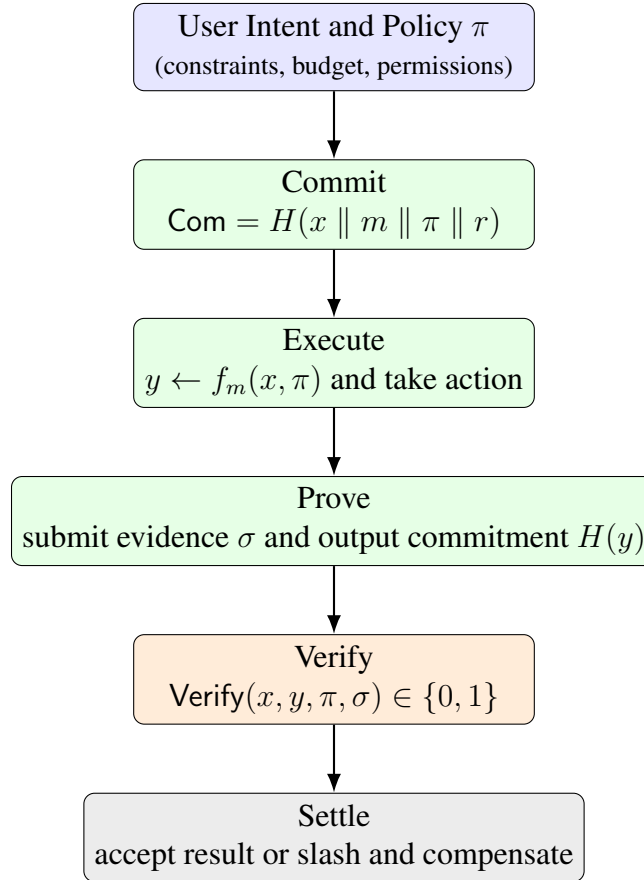 User Intent and Policy π
(constraints, budget, permissions)
Commit
Com = H(x ∥ m ∥ π ∥ r)
Execute
y ← fₘ(x, π) and take action
Prove
submit evidence σ and output commitment H(y)
Verify
Verify(x, y, π, σ) ∈ {0, 1}
Settle
accept result or slash and compensate